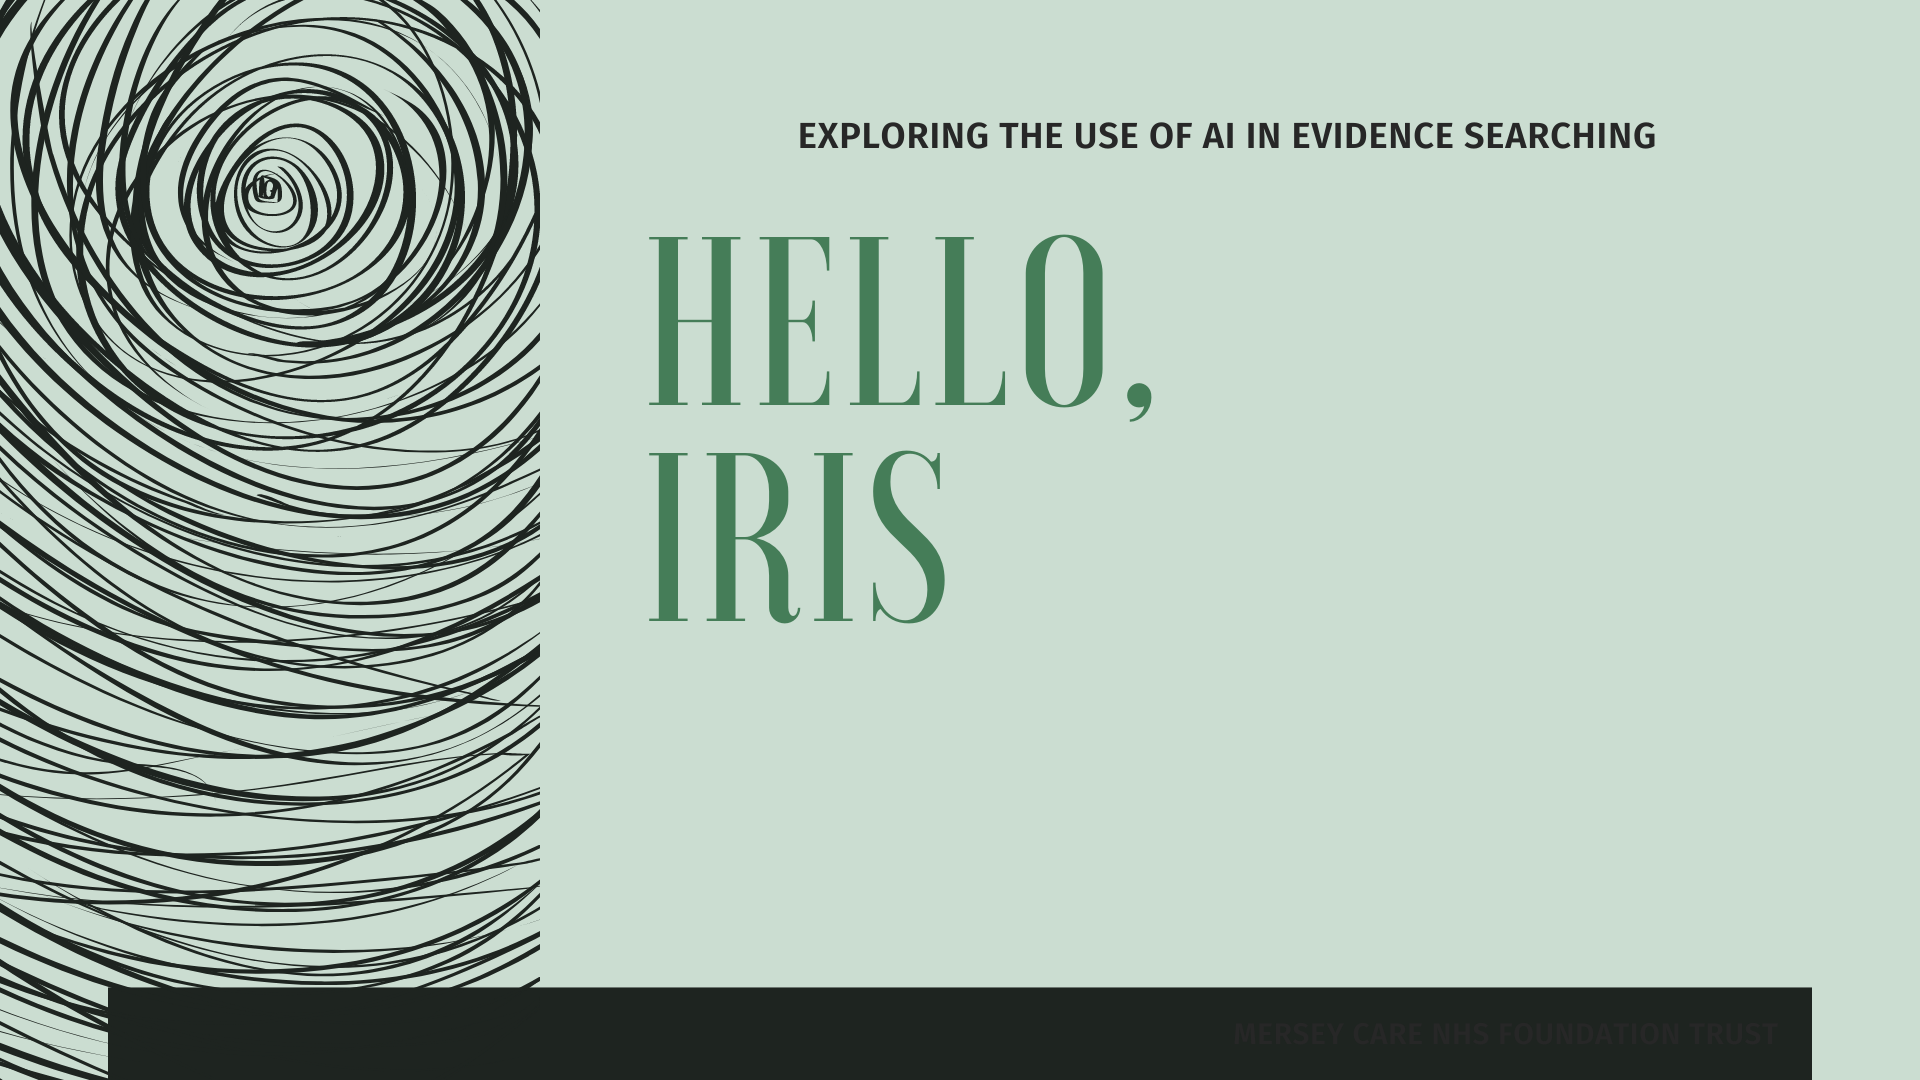 EXPLORING THE USE OF AI IN EVIDENCE SEARCHING
HELLO,
IRIS
MERSEY CARE NHS FOUNDATION TRUST